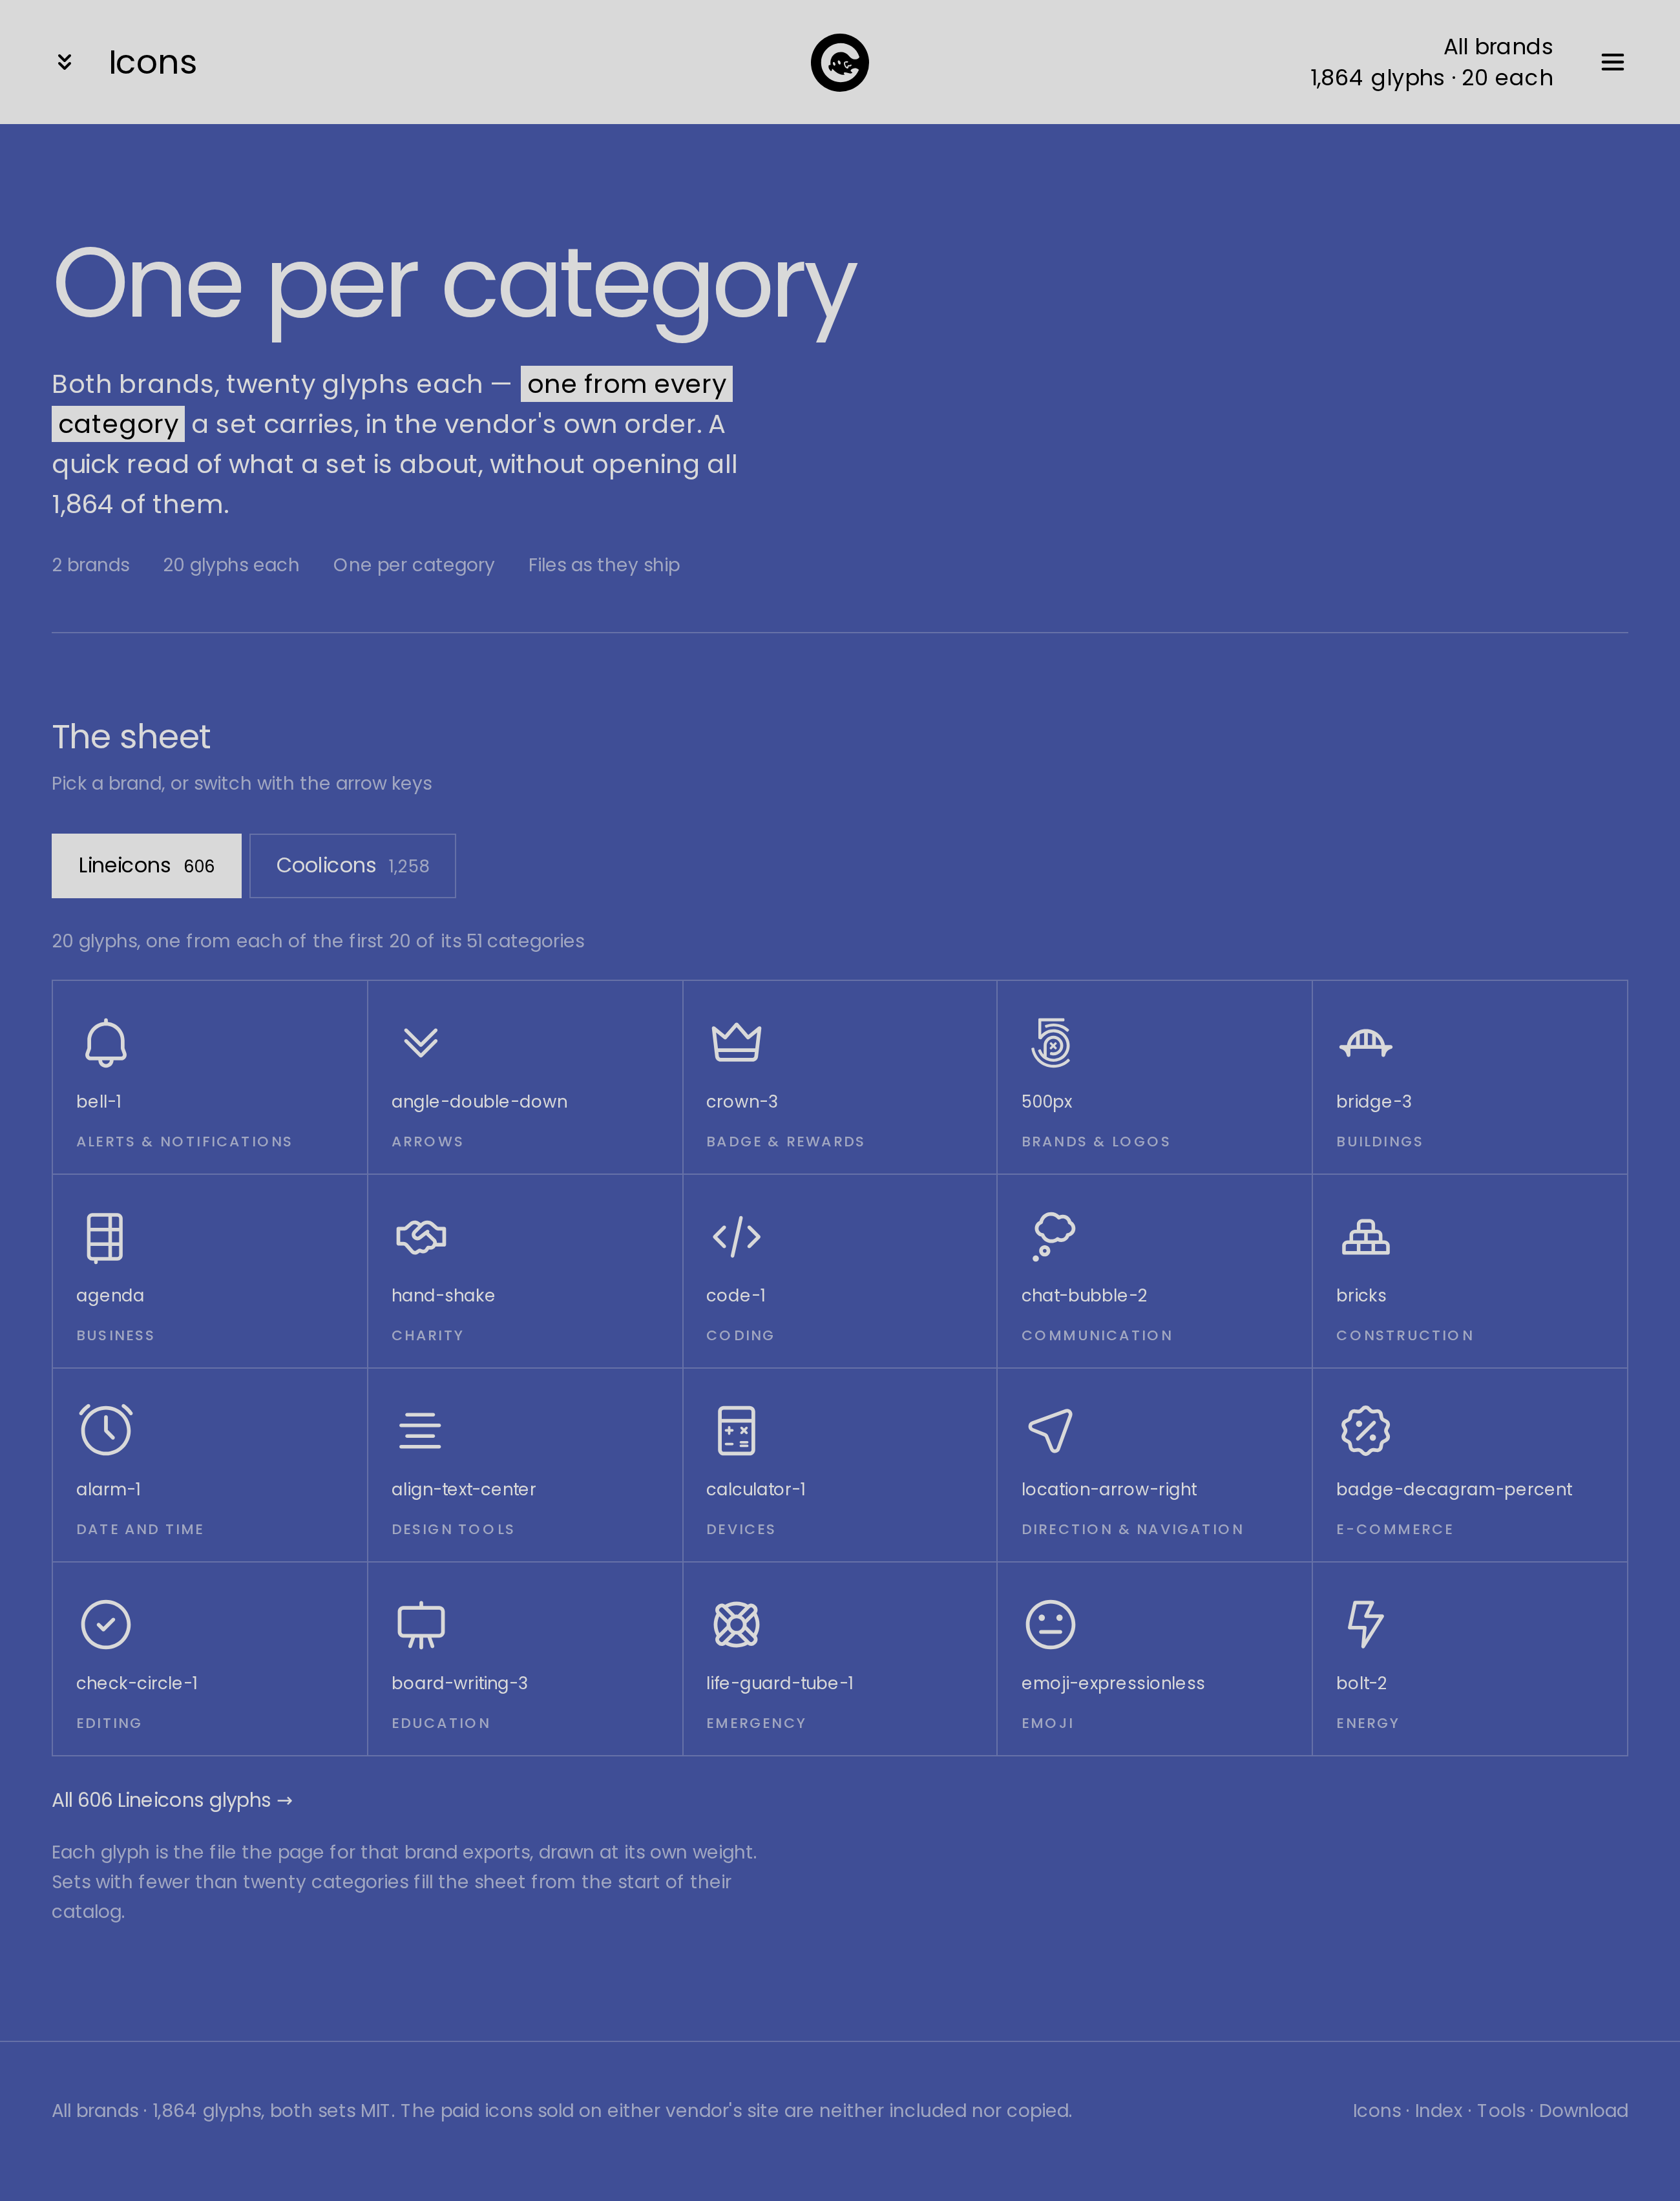 Icons
All brands
1,864 glyphs · 20 each
One per category
Both brands, twenty glyphs each — one from every
category a set carries, in the vendor's own order. A
quick read of what a set is about, without opening all
1,864 of them.
2 brands 20 glyphs each One per category Files as they ship
The sheet
Pick a brand, or switch with the arrow keys
Lineicons 606 Coolicons 1,258
20 glyphs, one from each of the first 20 of its 51 categories
bell-1 angle-double-down crown-3 500px bridge-3
ALERTS & NOTIFICATIONS ARROWS BADGE & REWARDS BRANDS & LOGOS BUILDINGS
agenda hand-shake code-1 chat-bubble-2 bricks
BUSINESS CHARITY CODING COMMUNICATION CONSTRUCTION
alarm-1 align-text-center calculator-1 location-arrow-right badge-decagram-percent
DATE AND TIME DESIGN TOOLS DEVICES DIRECTION & NAVIGATION E-COMMERCE
check-circle-1 board-writing-3 life-guard-tube-1 emoji-expressionless bolt-2
EDITING EDUCATION EMERGENCY EMOJI ENERGY
All 606 Lineicons glyphs →
Each glyph is the file the page for that brand exports, drawn at its own weight.
Sets with fewer than twenty categories fill the sheet from the start of their
catalog.
All brands · 1,864 glyphs, both sets MIT. The paid icons sold on either vendor's site are neither included nor copied.
Icons · Index · Tools · Download